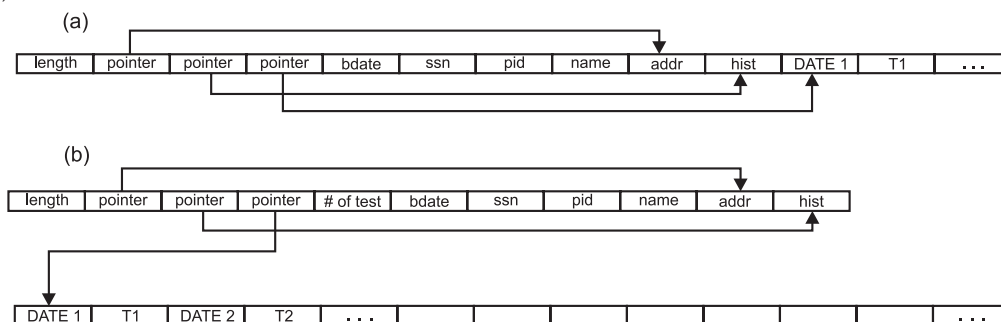 (a)
length pointer pointer pointer bdate ssn pid name addr hist DATE 1 T1 ...
(b)
length pointer pointer pointer # of test bdate ssn pid name addr hist
DATE 1 T1 DATE 2 T2 ... ...